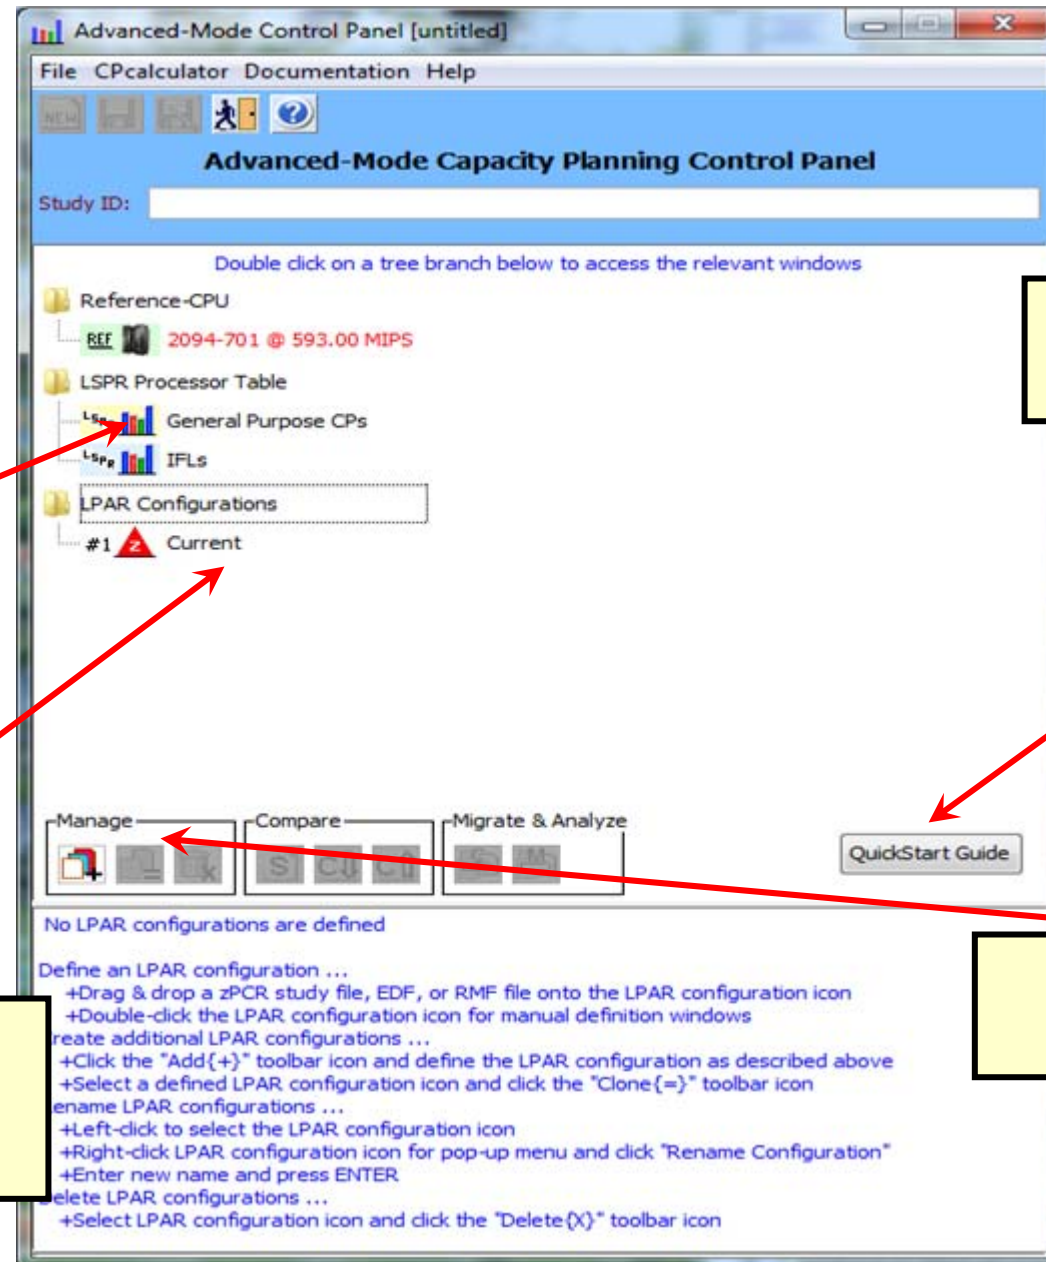 Advanced-Mode Control Panel [untitled]
File CPcalculator Documentation Help
NEW
Advanced-Mode Capacity Planning Control Panel
Study ID:
Double click on a tree branch below to access the relevant windows
Reference-CPU
REF 2094-701 @ 593.00 MIPS
LSPR Processor Table
General Purpose CPs
LSPR IFLs
LPAR Configurations
#1 Z Current
Manage Compare Migrate & Analyze
S C C
QuickStart Guide
No LPAR configurations are defined
Define an LPAR configuration ...
+Drag & drop a zPCR study file, EDF, or RMF file onto the LPAR configuration icon
+Double-click the LPAR configuration icon for manual definition windows
reate additional LPAR configurations ...
+Click the "Add{+}" toolbar icon and define the LPAR configuration as described above
+Select a defined LPAR configuration icon and click the "Clone{=}" toolbar icon
ename LPAR configurations ...
+Left-click to select the LPAR configuration icon
+Right-click LPAR configuration icon for pop-up menu and click "Rename Configuration"
+Enter new name and press ENTER
elete LPAR configurations ...
+Select LPAR configuration icon and click the "Delete{X}" toolbar icon